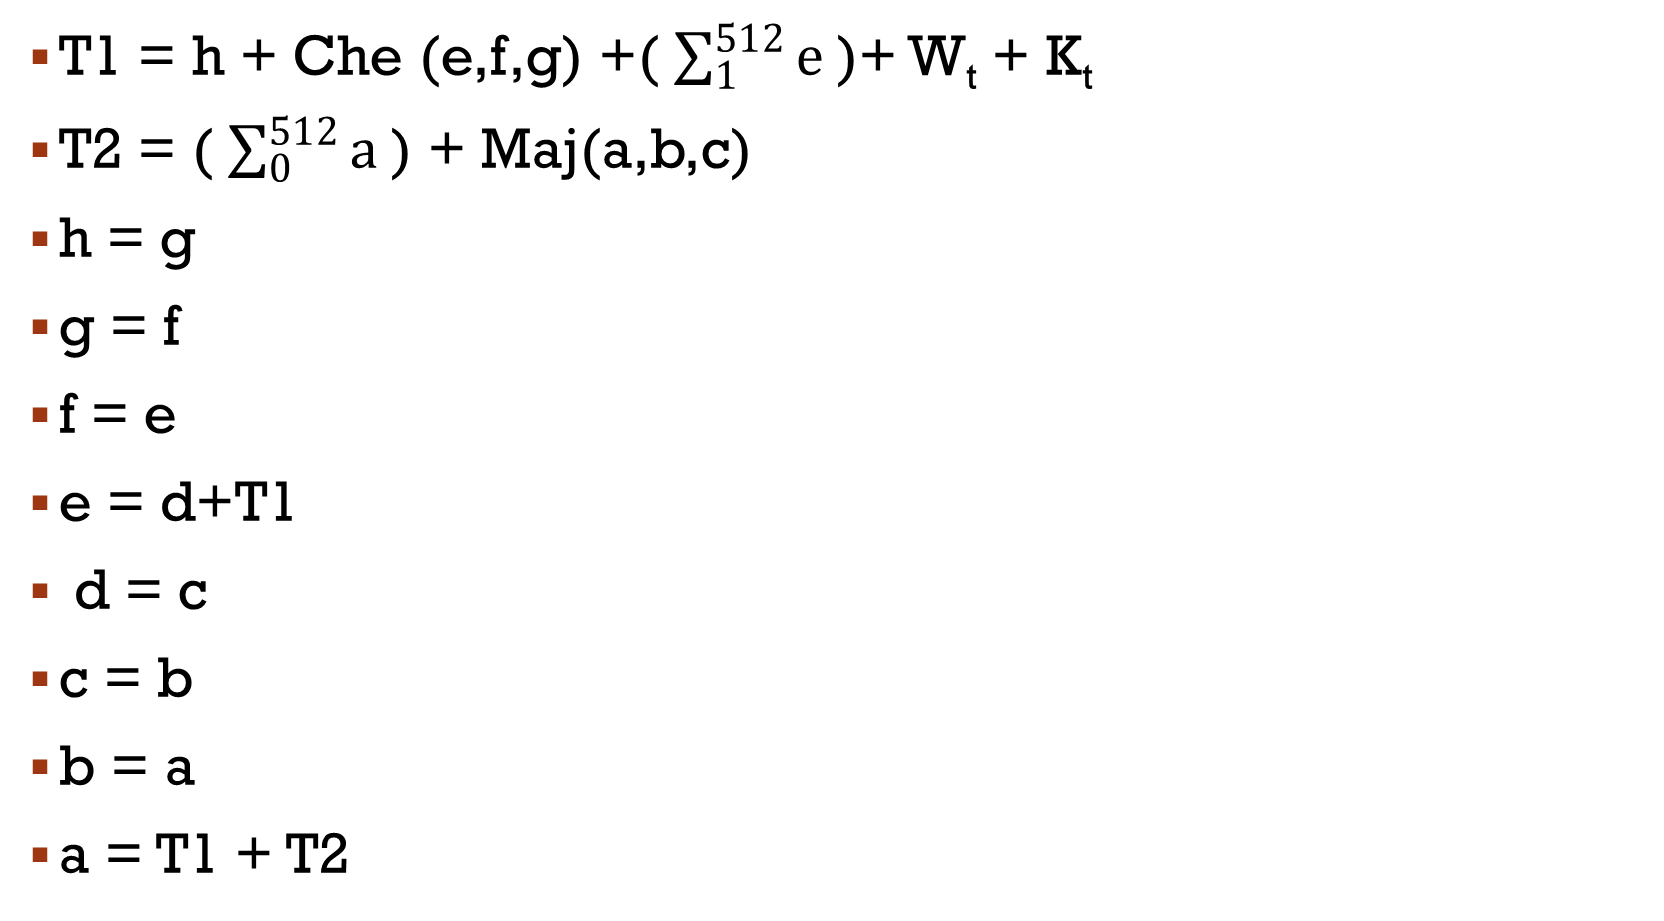 ▪T1 = h + Che (e,f,g) +( ∑₁⁵¹² e )+ Wₜ + Kₜ
▪T2 = ( ∑₀⁵¹² a ) + Maj(a,b,c)
▪h = g
▪g = f
▪f = e
▪e = d+T1
▪ d = c
▪c = b
▪b = a
▪a = T1 + T2